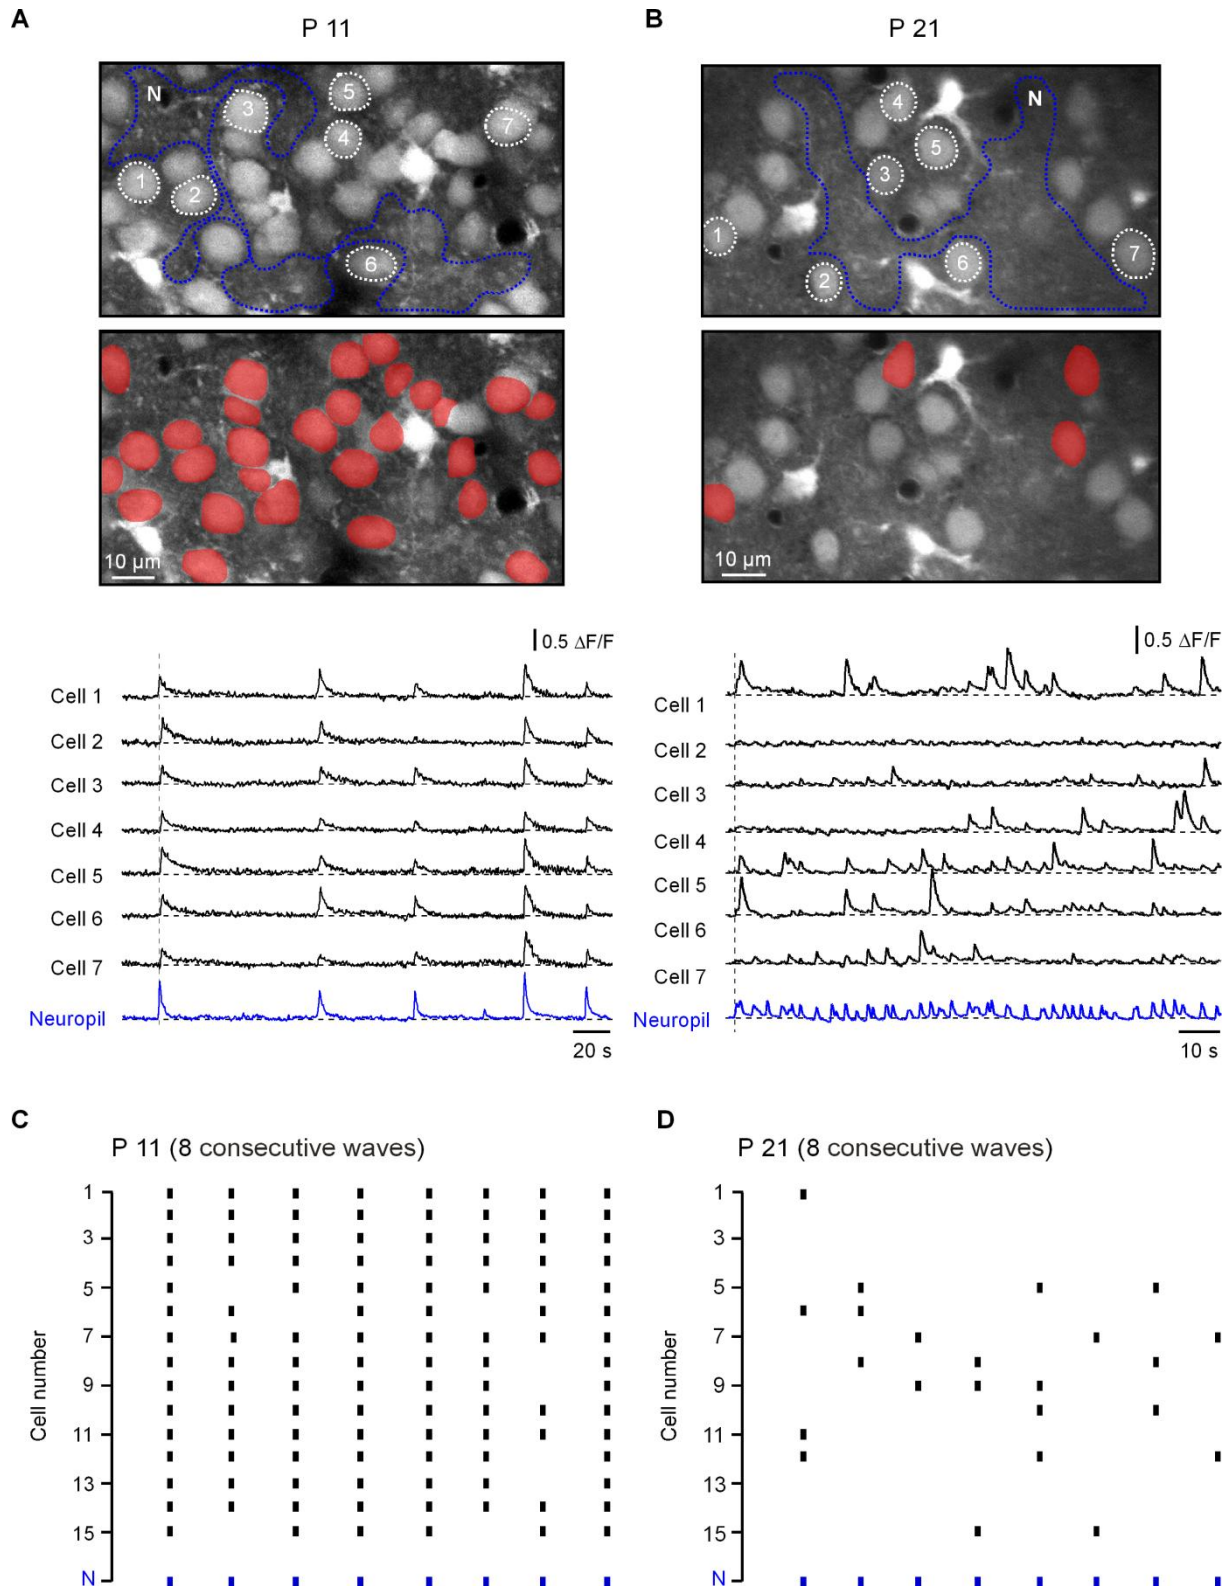 A
P 11
N
5
3
4
7
1
2
6
10 µm
0.5 ΔF/F
Cell 1
Cell 2
Cell 3
Cell 4
Cell 5
Cell 6
Cell 7
Neuropil
20 s
B
P 21
N
4
5
3
1
7
6
2
10 µm
0.5 ΔF/F
Cell 1
Cell 2
Cell 3
Cell 4
Cell 5
Cell 6
Cell 7
Neuropil
10 s
C
P 11 (8 consecutive waves)
Cell number
1
3
5
7
9
11
13
15
N
D
P 21 (8 consecutive waves)
Cell number
1
3
5
7
9
11
13
15
N